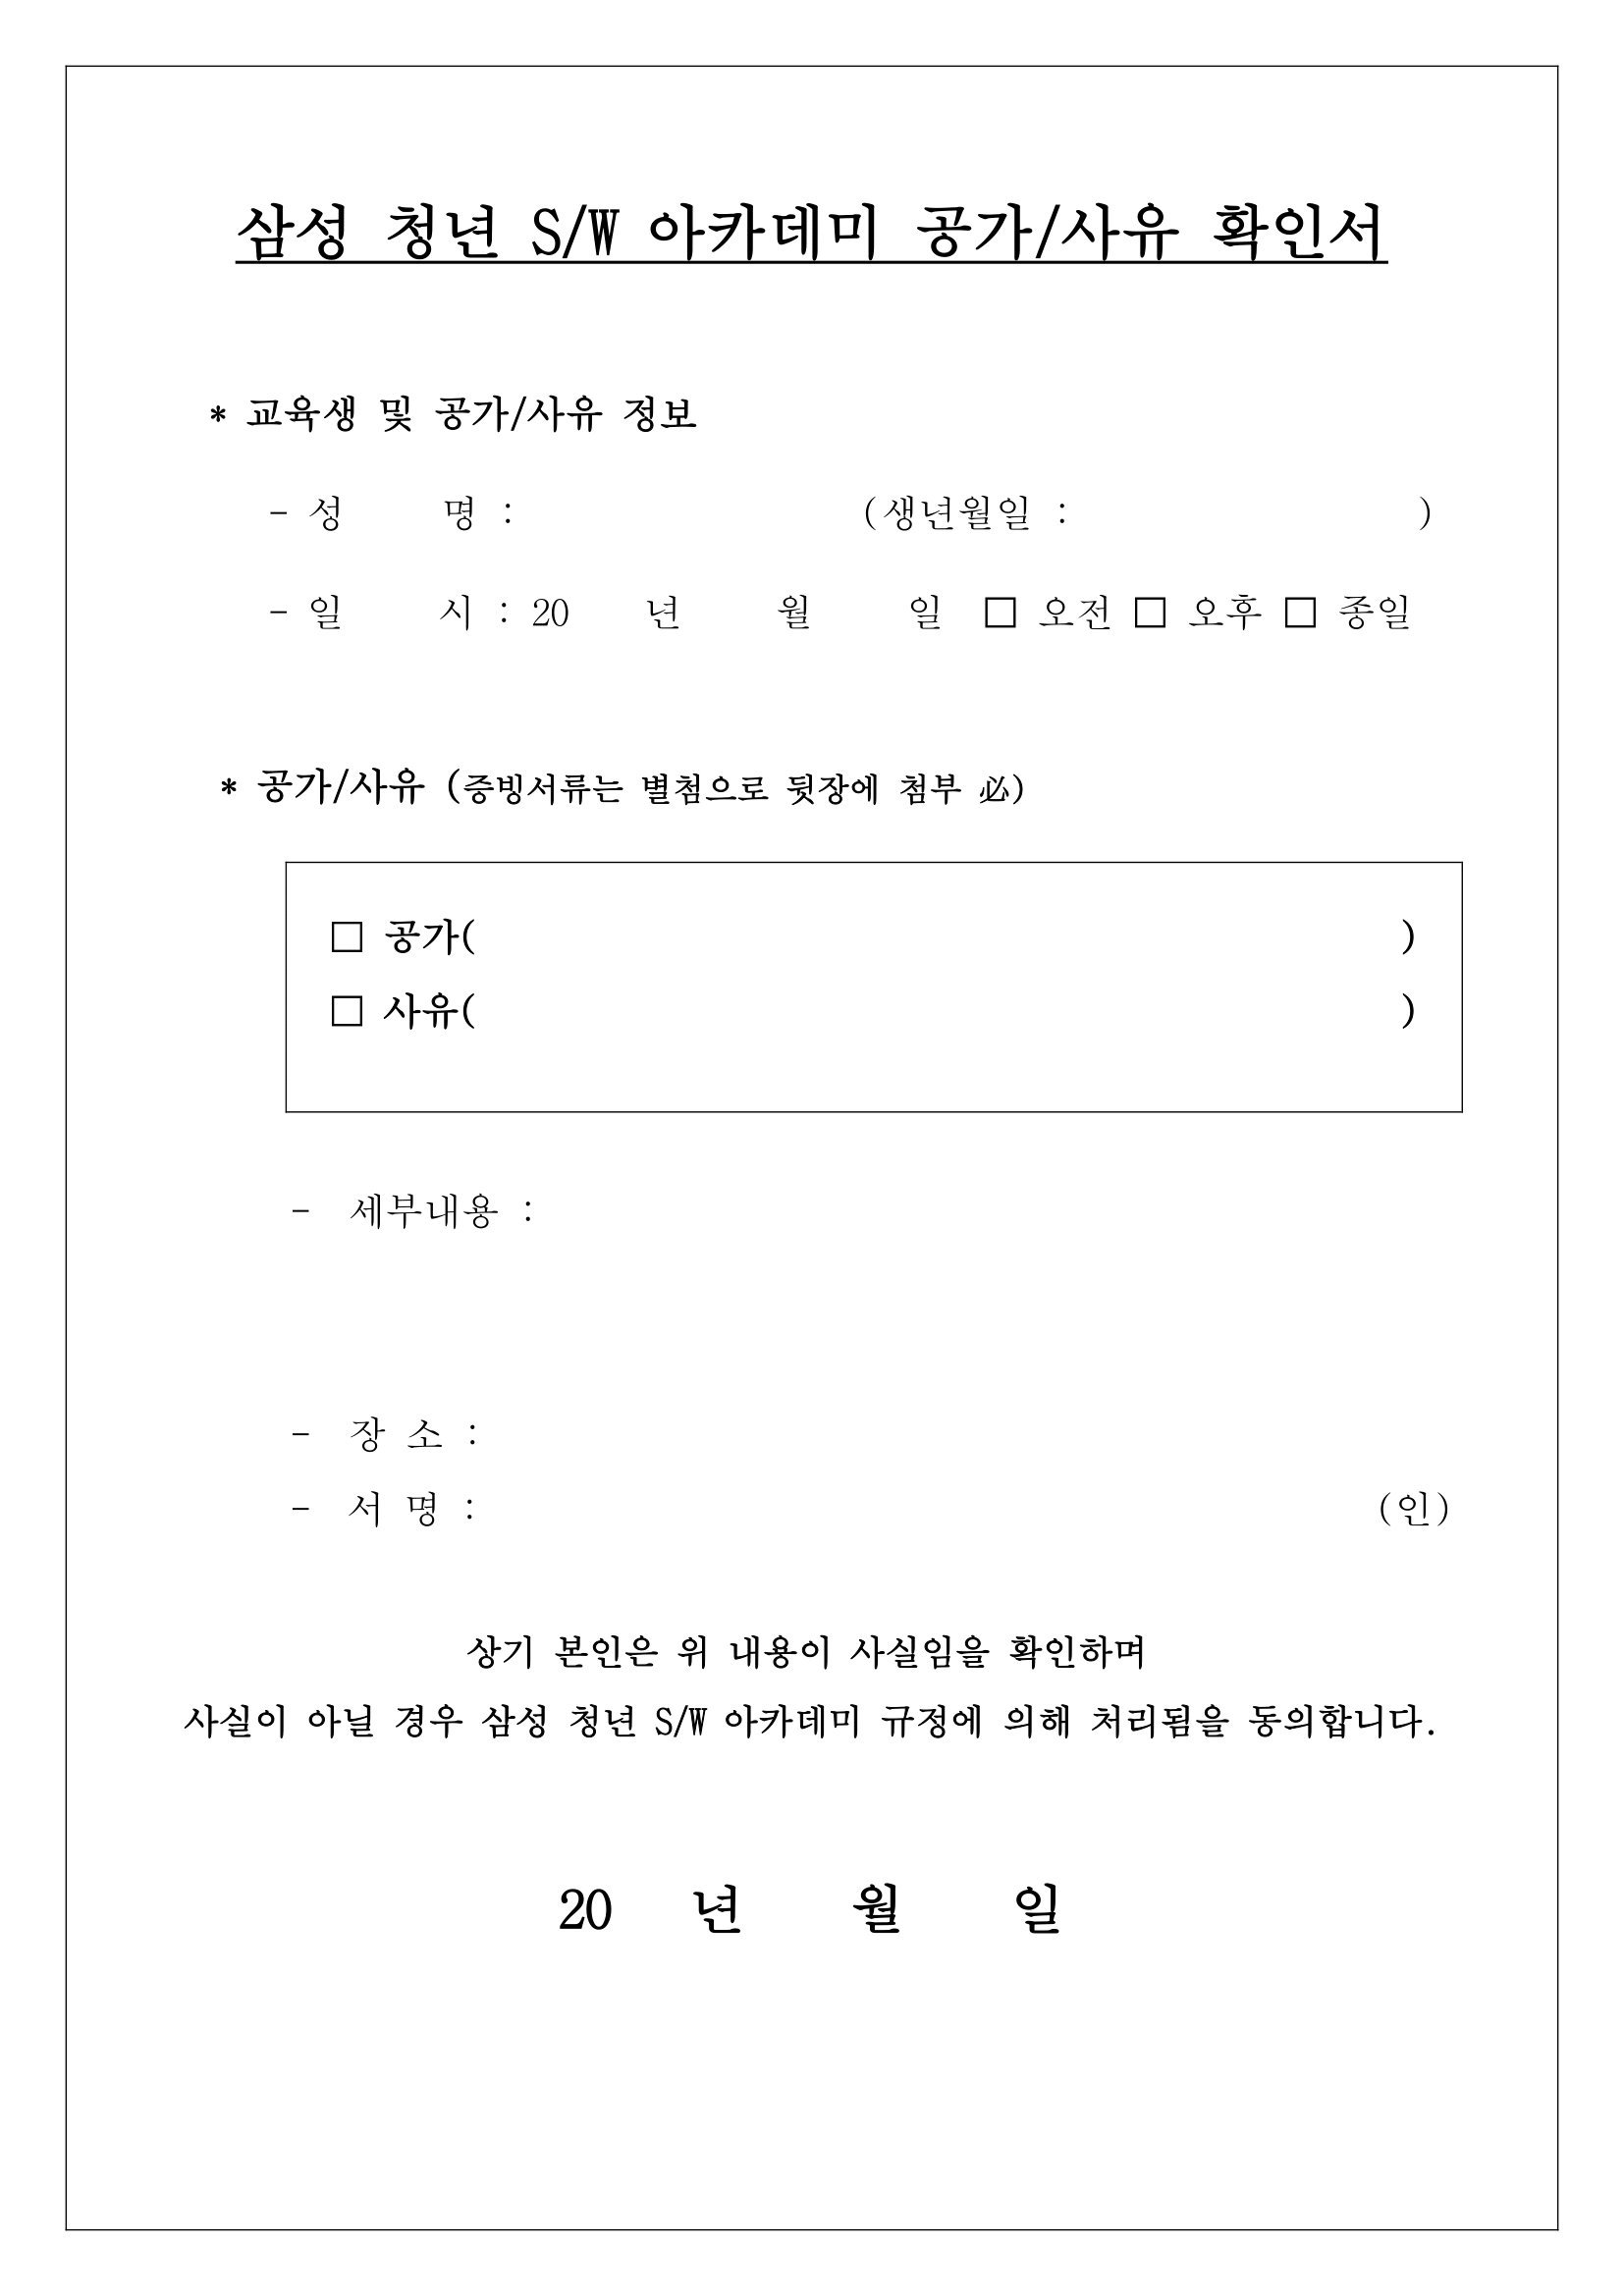 삼성 청년 S/W 아카데미 공가/사유 확인서
* 교육생 및 공가/사유 정보
- 성 명 : (생년월일 : )
- 일 시 : 20 년 월 일 □ 오전 □ 오후 □ 종일
* 공가/사유 (증빙서류는 별첨으로 뒷장에 첨부 必)
□ 공가( )
□ 사유( )
- 세부내용 :
- 장 소 :
- 서 명 : (인)
상기 본인은 위 내용이 사실임을 확인하며
사실이 아닐 경우 삼성 청년 S/W 아카데미 규정에 의해 처리됨을 동의합니다.
20 년 월 일